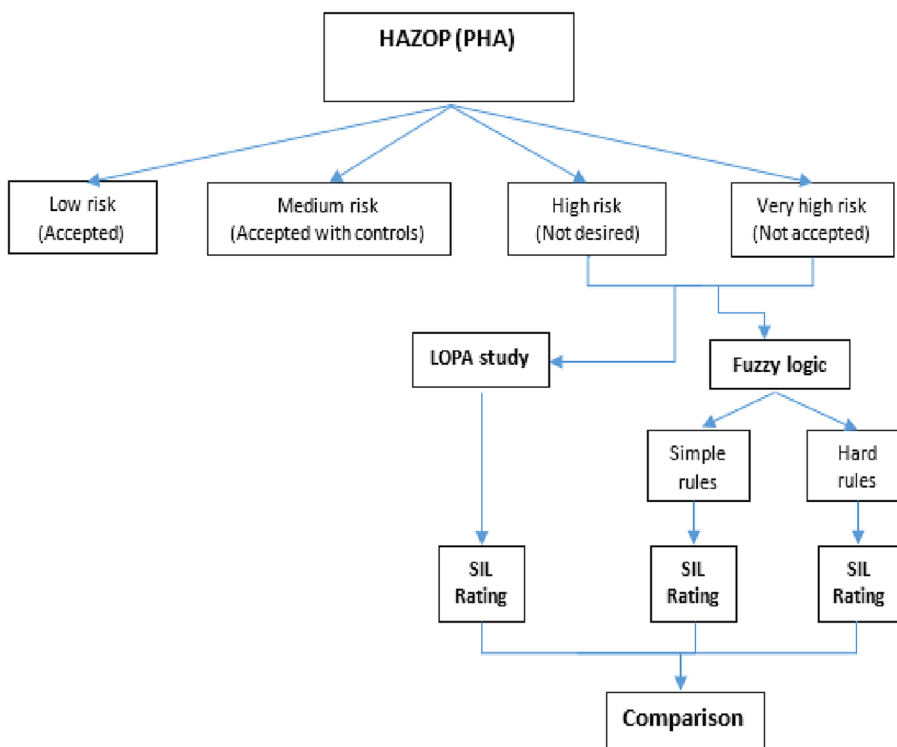 HAZOP (PHA)
Low risk
(Accepted)
Medium risk
(Accepted with controls)
High risk
(Not desired)
Very high risk
(Not accepted)
LOPA study
Fuzzy logic
Simple
rules
Hard
rules
SIL
Rating
SIL
Rating
SIL
Rating
Comparison